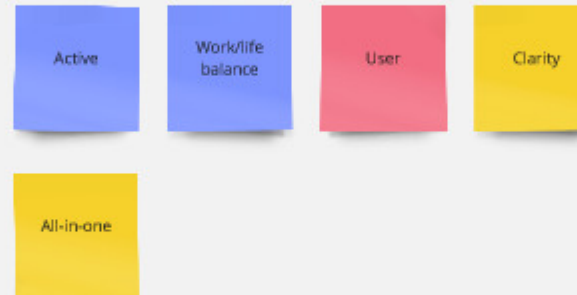 Active
Work/life
balance
User
Clarity
All-in-one